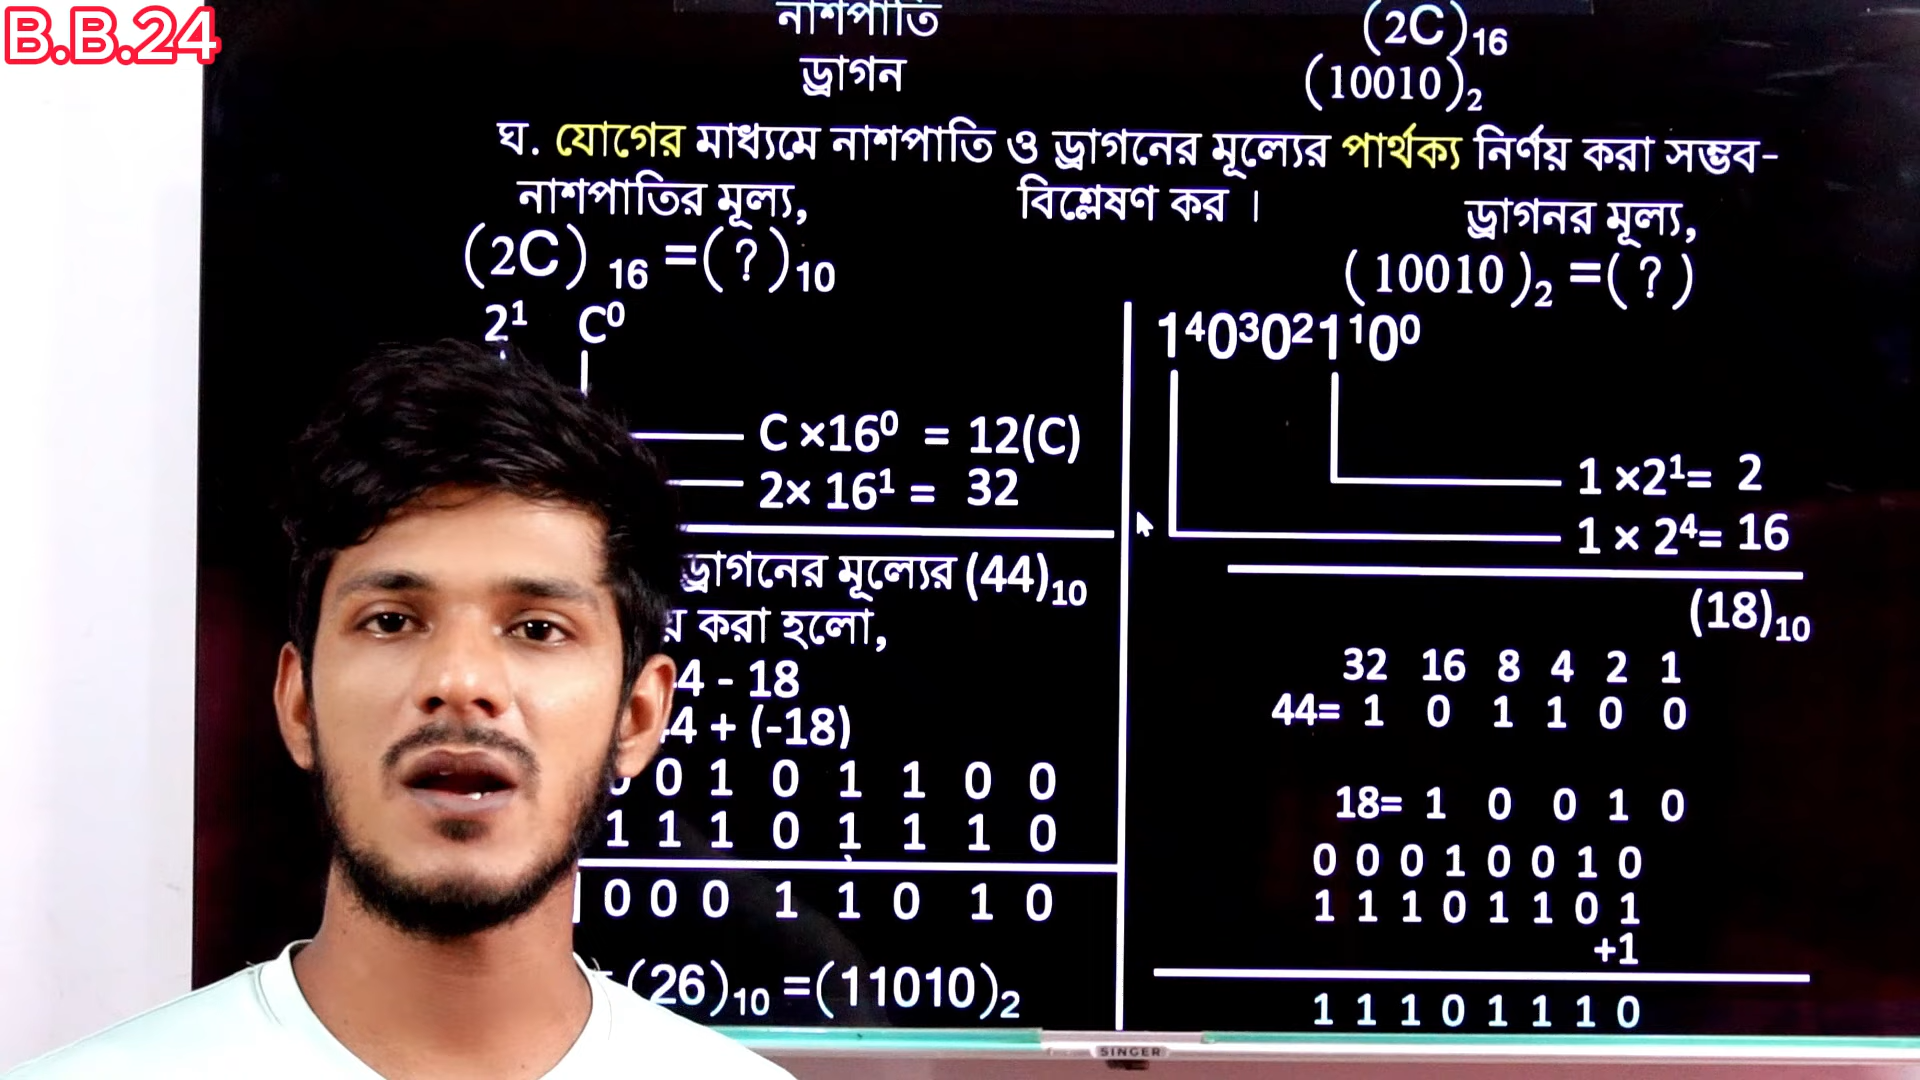 B.B.24
নাশপাতি (2C)₁₆
ড্রাগন (10010)₂
ঘ. যোগের মাধ্যমে নাশপাতি ও ড্রাগনের মূল্যের পার্থক্য নির্ণয় করা সম্ভব-
বিশ্লেষণ কর ।
নাশপাতির মূল্য,
(2C)₁₆ =(?)₁₀
2¹ C⁰
C ×16⁰ = 12(C)
2× 16¹ = 32
ড্রাগনের মূল্যের (44)₁₀
য় করা হলো,
4 - 18
44 + (-18)
0 0 1 0 1 1 0 0
1 1 1 0 1 1 1 0
0 0 0 1 1 0 1 0
(26)₁₀ =(11010)₂
ড্রাগনর মূল্য,
(10010)₂ =(?)
1⁴0³0²1¹0⁰
1 ×2¹= 2
1 × 2⁴= 16
(18)₁₀
32 16 8 4 2 1
44= 1 0 1 1 0 0
18= 1 0 0 1 0
0 0 0 1 0 0 1 0
1 1 1 0 1 1 0 1
+1
1 1 1 0 1 1 1 0
SINGER